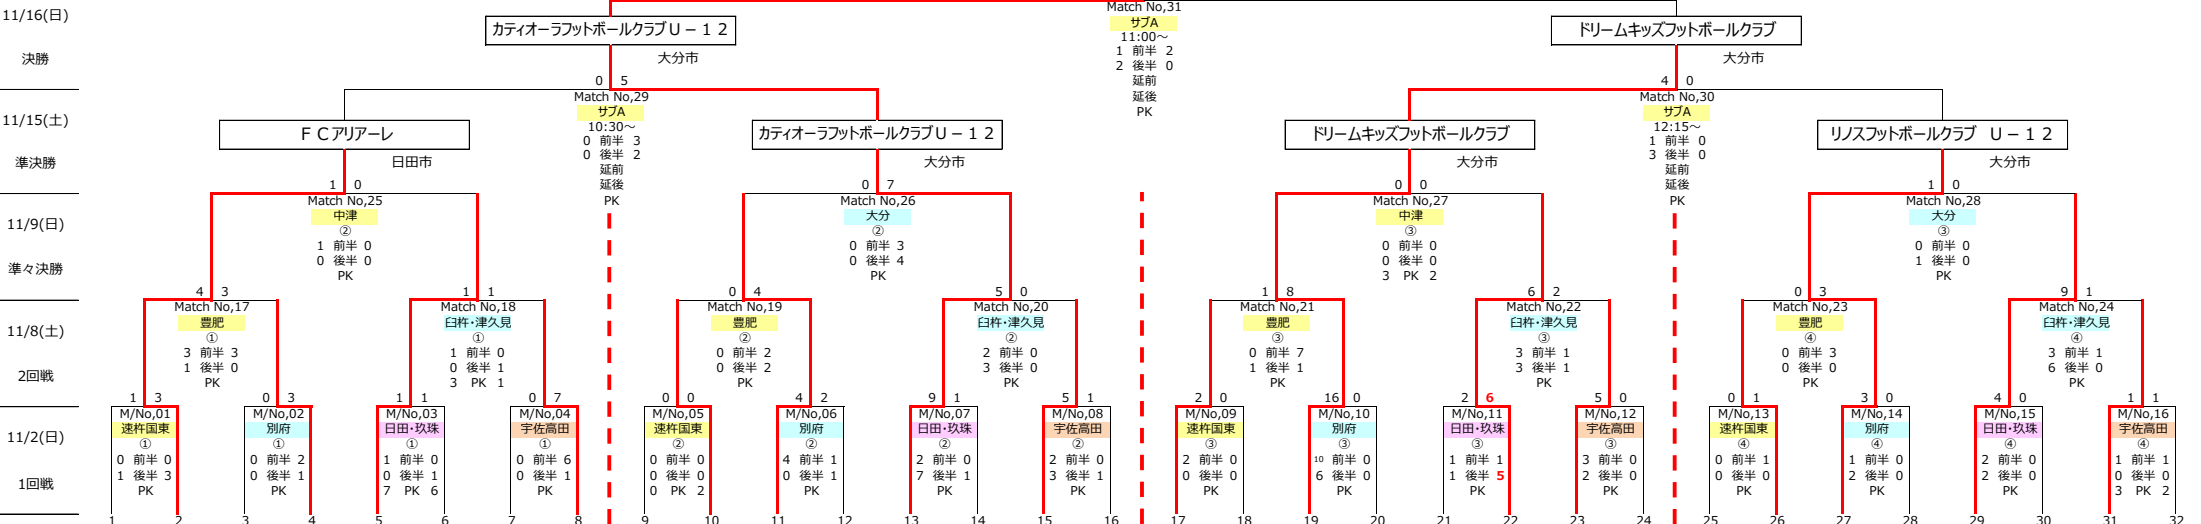 11/16(日)
決勝
Match No,31
サブA
11:00～
1 前半 2
2 後半 0
延前
延後
PK
カティオーラフットボールクラブＵ－１２
大分市
ドリームキッズフットボールクラブ
大分市
11/15(土)
準決勝
0 5
Match No,29
サブA
10:30～
0 前半 3
0 後半 2
延前
延後
PK
4 0
Match No,30
サブA
12:15～
1 前半 0
3 後半 0
延前
延後
PK
ＦＣアリアーレ
日田市
カティオーラフットボールクラブＵ－１２
大分市
ドリームキッズフットボールクラブ
大分市
リノスフットボールクラブ Ｕ－１２
大分市
11/9(日)
準々決勝
1 0
Match No,25
中津
②
1 前半 0
0 後半 0
PK
0 7
Match No,26
大分
②
0 前半 3
0 後半 4
PK
0 0
Match No,27
中津
③
0 前半 0
0 後半 0
3 PK 2
1 0
Match No,28
大分
③
0 前半 0
1 後半 0
PK
11/8(土)
2回戦
4 3
Match No,17
豊肥
①
3 前半 3
1 後半 0
PK
1 1
Match No,18
臼杵・津久見
①
1 前半 0
0 後半 1
3 PK 1
0 4
Match No,19
豊肥
②
0 前半 2
0 後半 2
PK
5 0
Match No,20
臼杵・津久見
②
2 前半 0
3 後半 0
PK
1 8
Match No,21
豊肥
③
0 前半 7
1 後半 1
PK
6 2
Match No,22
臼杵・津久見
③
3 前半 1
3 後半 1
PK
0 3
Match No,23
豊肥
④
0 前半 3
0 後半 0
PK
9 1
Match No,24
臼杵・津久見
④
3 前半 1
6 後半 0
PK
11/2(日)
1回戦
1 3
M/No,01
速杵国東
①
0 前半 0
1 後半 3
PK
0 3
M/No,02
別府
①
0 前半 2
0 後半 1
PK
1 1
M/No,03
日田・玖珠
①
1 前半 0
0 後半 1
7 PK 6
0 7
M/No,04
宇佐高田
①
0 前半 6
0 後半 1
PK
0 0
M/No,05
速杵国東
②
0 前半 0
0 後半 0
0 PK 2
4 2
M/No,06
別府
②
4 前半 1
0 後半 1
PK
9 1
M/No,07
日田・玖珠
②
2 前半 0
7 後半 1
PK
5 1
M/No,08
宇佐高田
②
2 前半 0
3 後半 1
PK
2 0
M/No,09
速杵国東
③
2 前半 0
0 後半 0
PK
16 0
M/No,10
別府
③
10 前半 0
6 後半 0
PK
2 6
M/No,11
日田・玖珠
③
1 前半 1
1 後半 5
PK
5 0
M/No,12
宇佐高田
③
3 前半 0
2 後半 0
PK
0 1
M/No,13
速杵国東
④
0 前半 1
0 後半 0
PK
3 0
M/No,14
別府
④
1 前半 0
2 後半 0
PK
4 0
M/No,15
日田・玖珠
④
2 前半 0
2 後半 0
PK
1 1
M/No,16
宇佐高田
④
1 前半 1
0 後半 0
3 PK 2
1 2 3 4 5 6 7 8 9 10 11 12 13 14 15 16 17 18 19 20 21 22 23 24 25 26 27 28 29 30 31 32